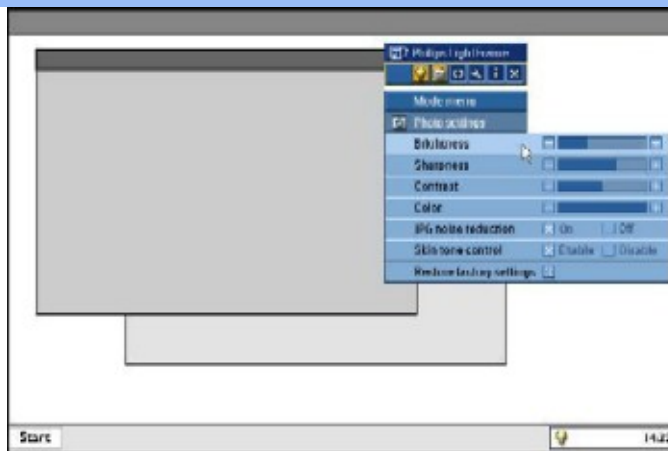 Philips LightFrame
Mode menu
Photo settings
Brightness
Sharpness
Contrast
Color
JPG noise reduction On Off
Skin tone control Enable Disable
Restore factory settings
Start